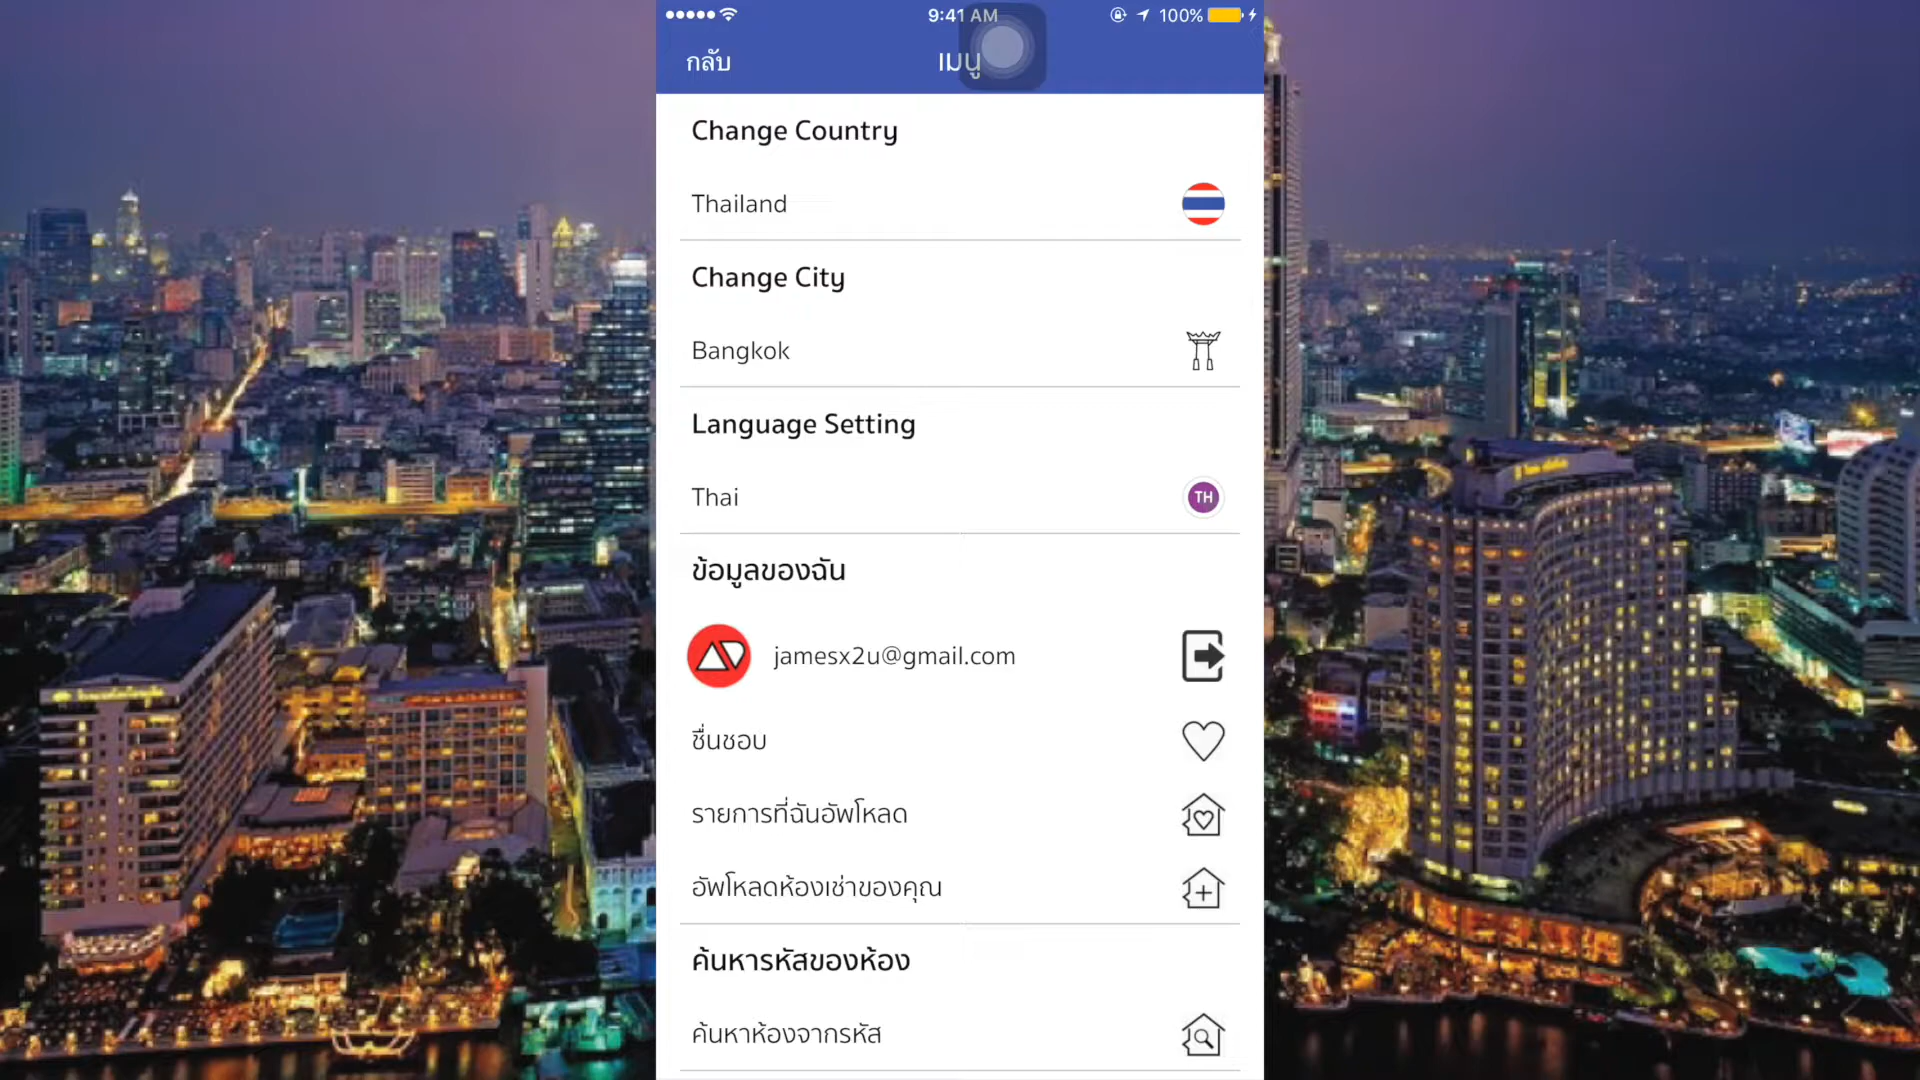 9:41 AM
100%
กลับ
เมนู
Change Country
Thailand
Change City
Bangkok
Language Setting
Thai
TH
ข้อมูลของฉัน
jamesx2u@gmail.com
ชื่นชอบ
รายการที่ฉันอัพโหลด
อัพโหลดห้องเช่าของคุณ
ค้นหารหัสของห้อง
ค้นหาห้องจากรหัส